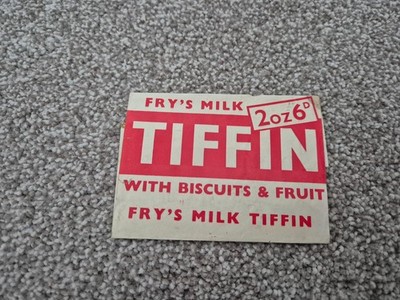 FRY'S MILK
2oz 6D
TIFFIN
WITH BISCUITS & FRUIT
FRY'S MILK TIFFIN